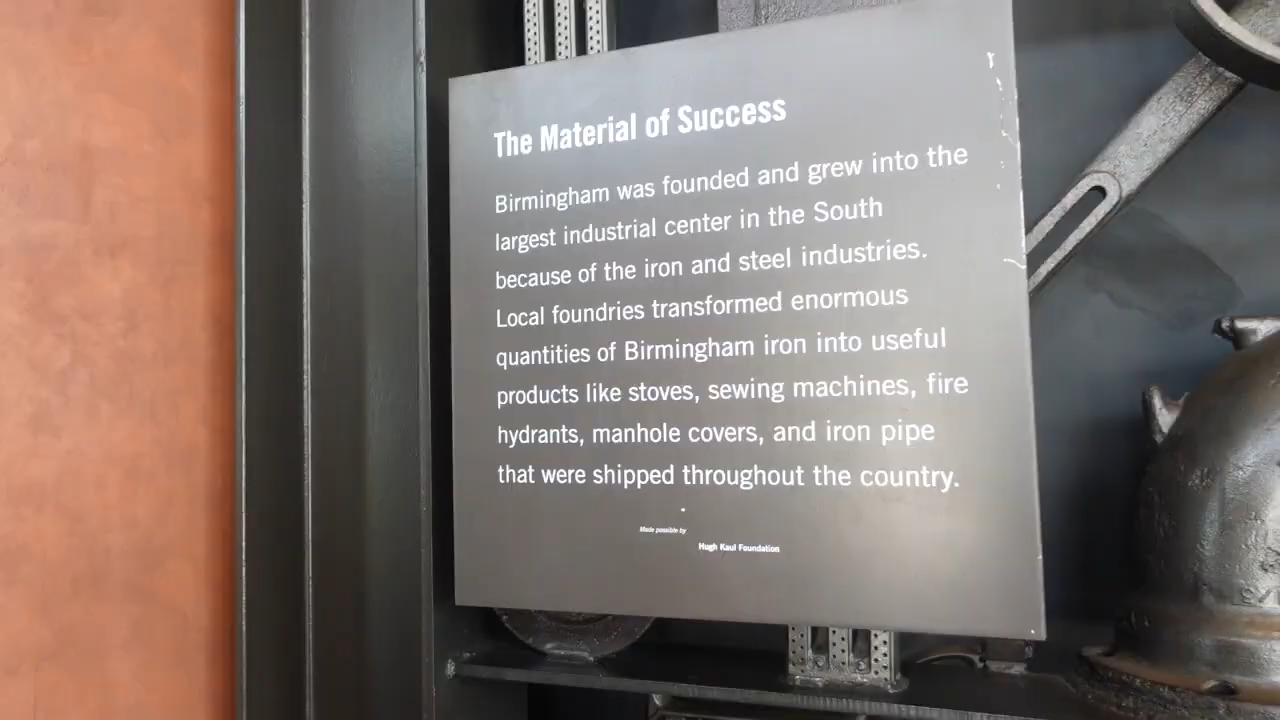 The Material of Success
Birmingham was founded and grew into the
largest industrial center in the South
because of the iron and steel industries.
Local foundries transformed enormous
quantities of Birmingham iron into useful
products like stoves, sewing machines, fire
hydrants, manhole covers, and iron pipe
that were shipped throughout the country.
Made possible by
Hugh Kaul Foundation